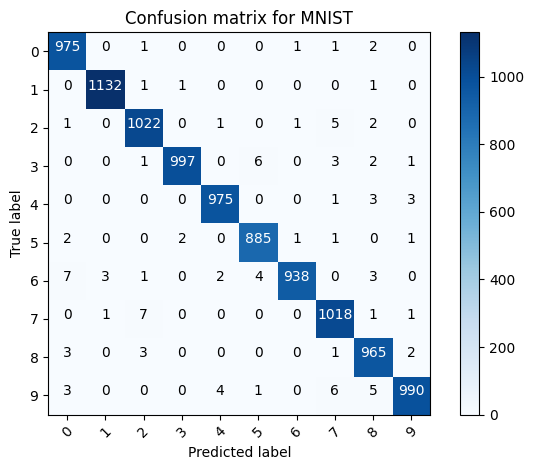 Confusion matrix for MNIST
True label
0 975 0 1 0 0 0 1 1 2 0
1 0 1132 1 1 0 0 0 0 1 0
2 1 0 1022 0 1 0 1 5 2 0
3 0 0 1 997 0 6 0 3 2 1
4 0 0 0 0 975 0 0 1 3 3
5 2 0 0 2 0 885 1 1 0 1
6 7 3 1 0 2 4 938 0 3 0
7 0 1 7 0 0 0 0 1018 1 1
8 3 0 3 0 0 0 0 1 965 2
9 3 0 0 0 4 1 0 6 5 990
0 1 2 3 4 5 6 7 8 9
Predicted label
1000
800
600
400
200
0